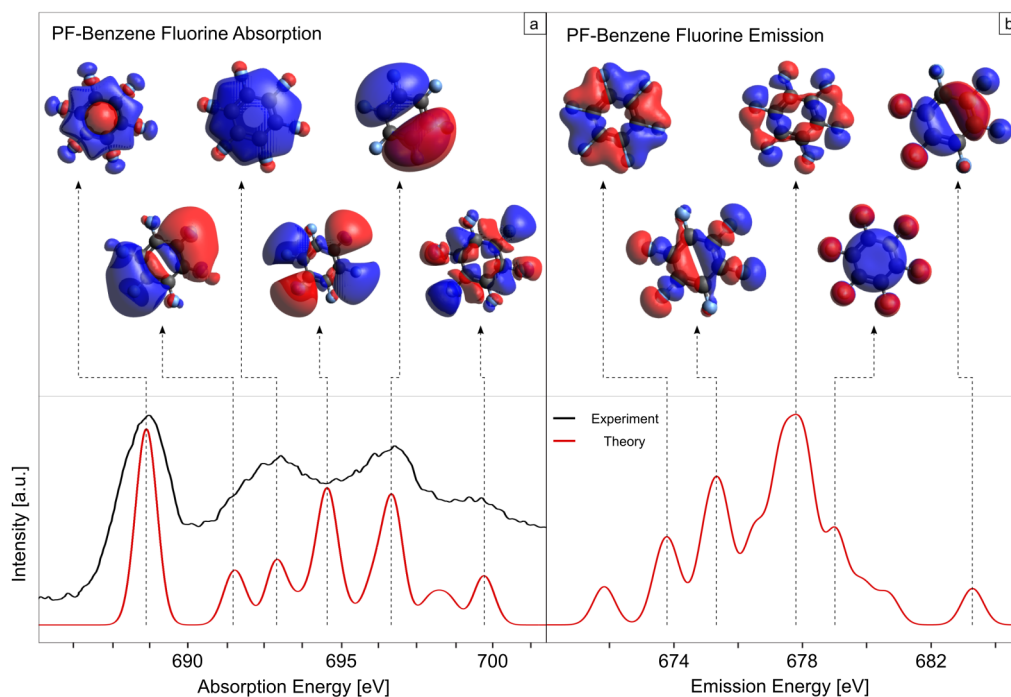 a
PF-Benzene Fluorine Absorption
b
PF-Benzene Fluorine Emission
Experiment
Theory
Intensity [a.u.]
690
695
700
674
678
682
Absorption Energy [eV]
Emission Energy [eV]